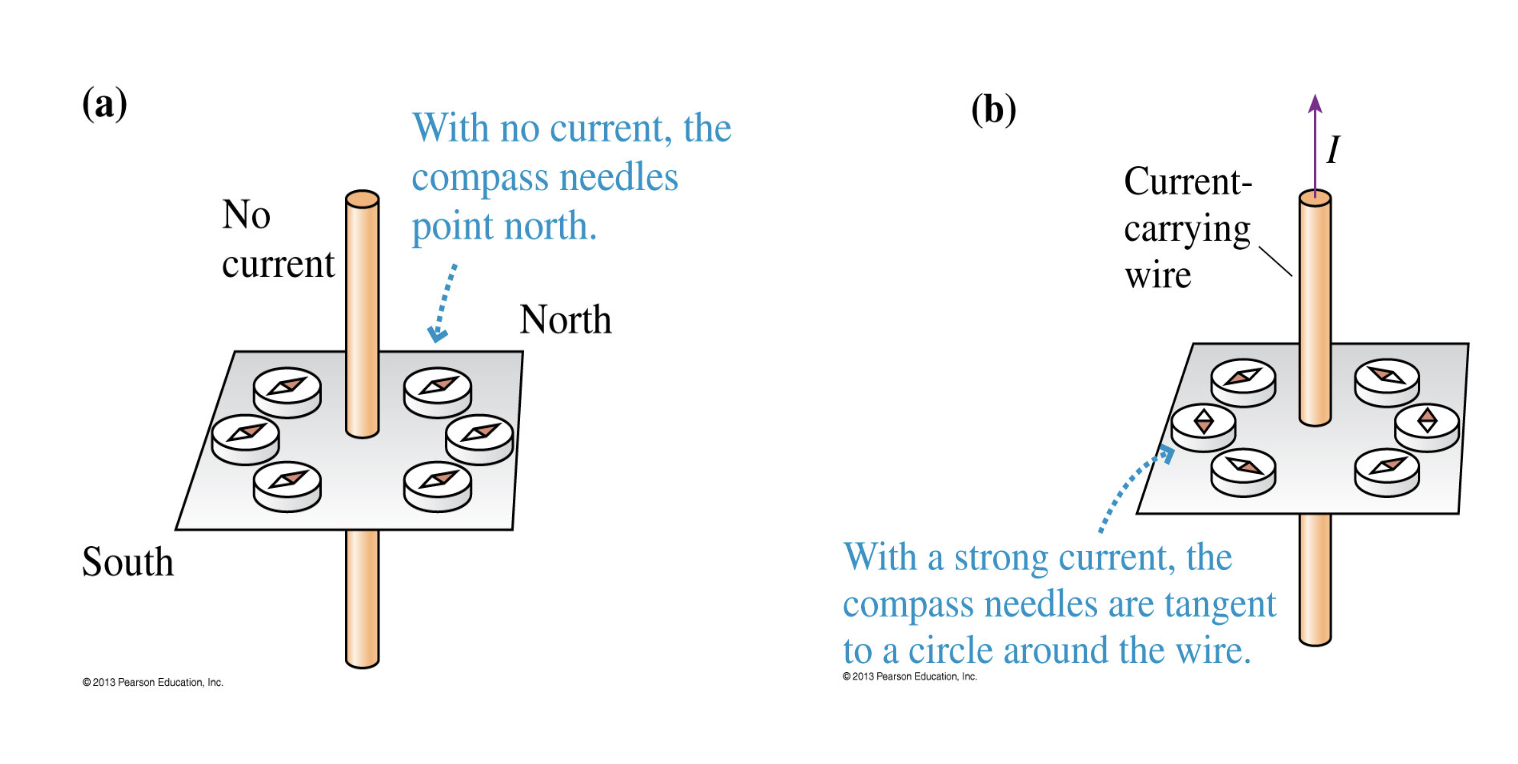 (a)
With no current, the
compass needles
point north.
No
current
North
South
© 2013 Pearson Education, Inc.
(b)
I
Current-
carrying
wire
With a strong current, the
compass needles are tangent
to a circle around the wire.
© 2013 Pearson Education, Inc.